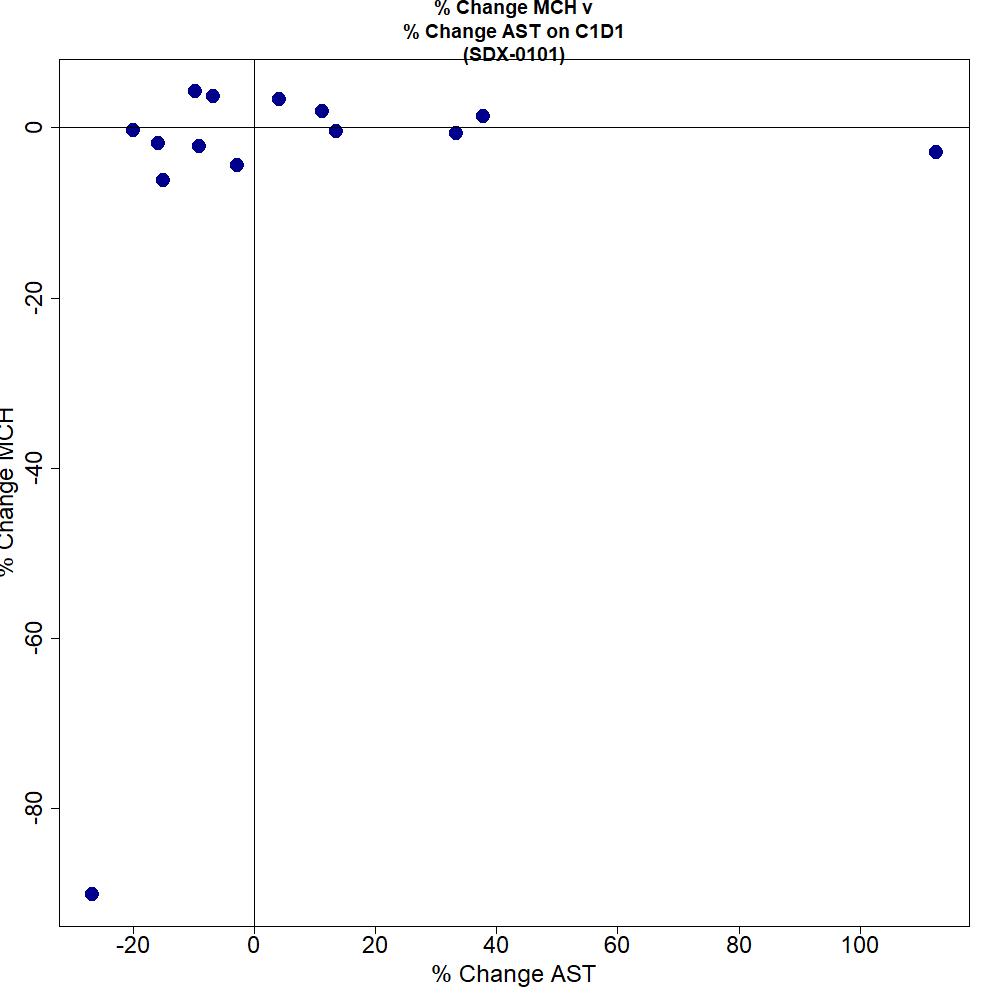 % Change MCH v
% Change AST on C1D1
(SDX-0101)
0
-20
-40
-60
-80
% Change MCH
-20 0 20 40 60 80 100
% Change AST